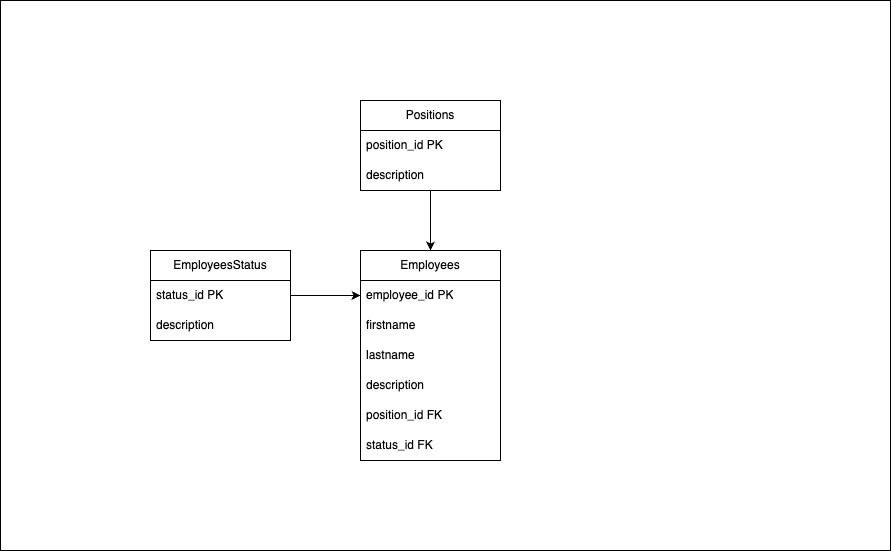 Positions
position_id PK
description
EmployeesStatus
status_id PK
description
Employees
employee_id PK
firstname
lastname
description
position_id FK
status_id FK